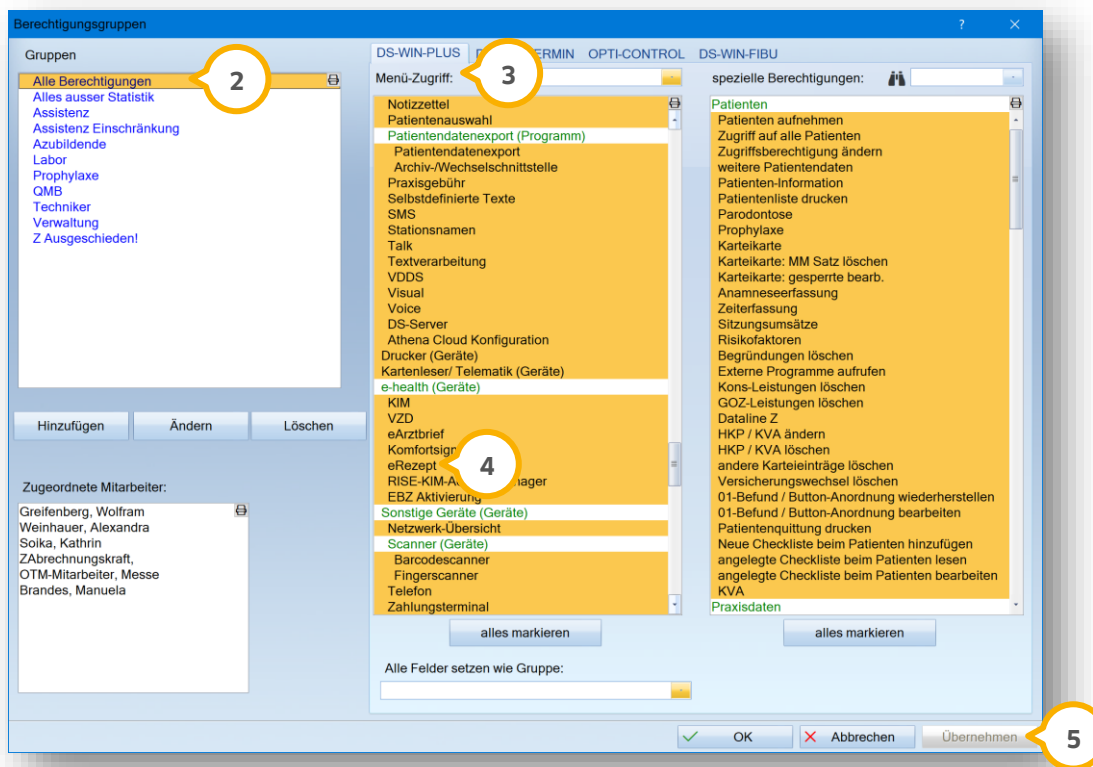 Berechtigungsgruppen
?
Gruppen
Alle Berechtigungen
Alles ausser Statistik
Assistenz
Assistenz Einschränkung
Azubildende
Labor
Prophylaxe
QMB
Techniker
Verwaltung
Z Ausgeschieden!
2
Hinzufügen Ändern Löschen
Zugeordnete Mitarbeiter:
Greifenberg, Wolfram
Weinhauer, Alexandra
Soika, Kathrin
ZAbrechnungskraft,
OTM-Mitarbeiter, Messe
Brandes, Manuela
DS-WIN-PLUS ERMIN OPTI-CONTROL DS-WIN-FIBU
Menü-Zugriff:
3
Notizzettel
Patientenauswahl
Patientendatenexport (Programm)
Patientendatenexport
Archiv-/Wechselschnittstelle
Praxisgebühr
Selbstdefinierte Texte
SMS
Stationsnamen
Talk
Textverarbeitung
VDDS
Visual
Voice
DS-Server
Athena Cloud Konfiguration
Drucker (Geräte)
Kartenleser/ Telematik (Geräte)
e-health (Geräte)
KIM
VZD
eArztbrief
Komfortsig
eRezept
4
RISE-KIM-A nager
EBZ Aktivierung
Sonstige Geräte (Geräte)
Netzwerk-Übersicht
Scanner (Geräte)
Barcodescanner
Fingerscanner
Telefon
Zahlungsterminal
alles markieren
Alle Felder setzen wie Gruppe:
spezielle Berechtigungen:
Patienten
Patienten aufnehmen
Zugriff auf alle Patienten
Zugriffsberechtigung ändern
weitere Patientendaten
Patienten-Information
Patientenliste drucken
Parodontose
Prophylaxe
Karteikarte
Karteikarte: MM Satz löschen
Karteikarte: gesperrte bearb.
Anamneseerfassung
Zeiterfassung
Sitzungsumsätze
Risikofaktoren
Begründungen löschen
Externe Programme aufrufen
Kons-Leistungen löschen
GOZ-Leistungen löschen
Dataline Z
HKP / KVA ändern
HKP / KVA löschen
andere Karteieinträge löschen
Versicherungswechsel löschen
01-Befund / Button-Anordnung wiederherstellen
01-Befund / Button-Anordnung bearbeiten
Patientenquittung drucken
Neue Checkliste beim Patienten hinzufügen
angelegte Checkliste beim Patienten lesen
angelegte Checkliste beim Patienten bearbeiten
KVA
Praxisdaten
alles markieren
OK Abbrechen Übernehmen
5